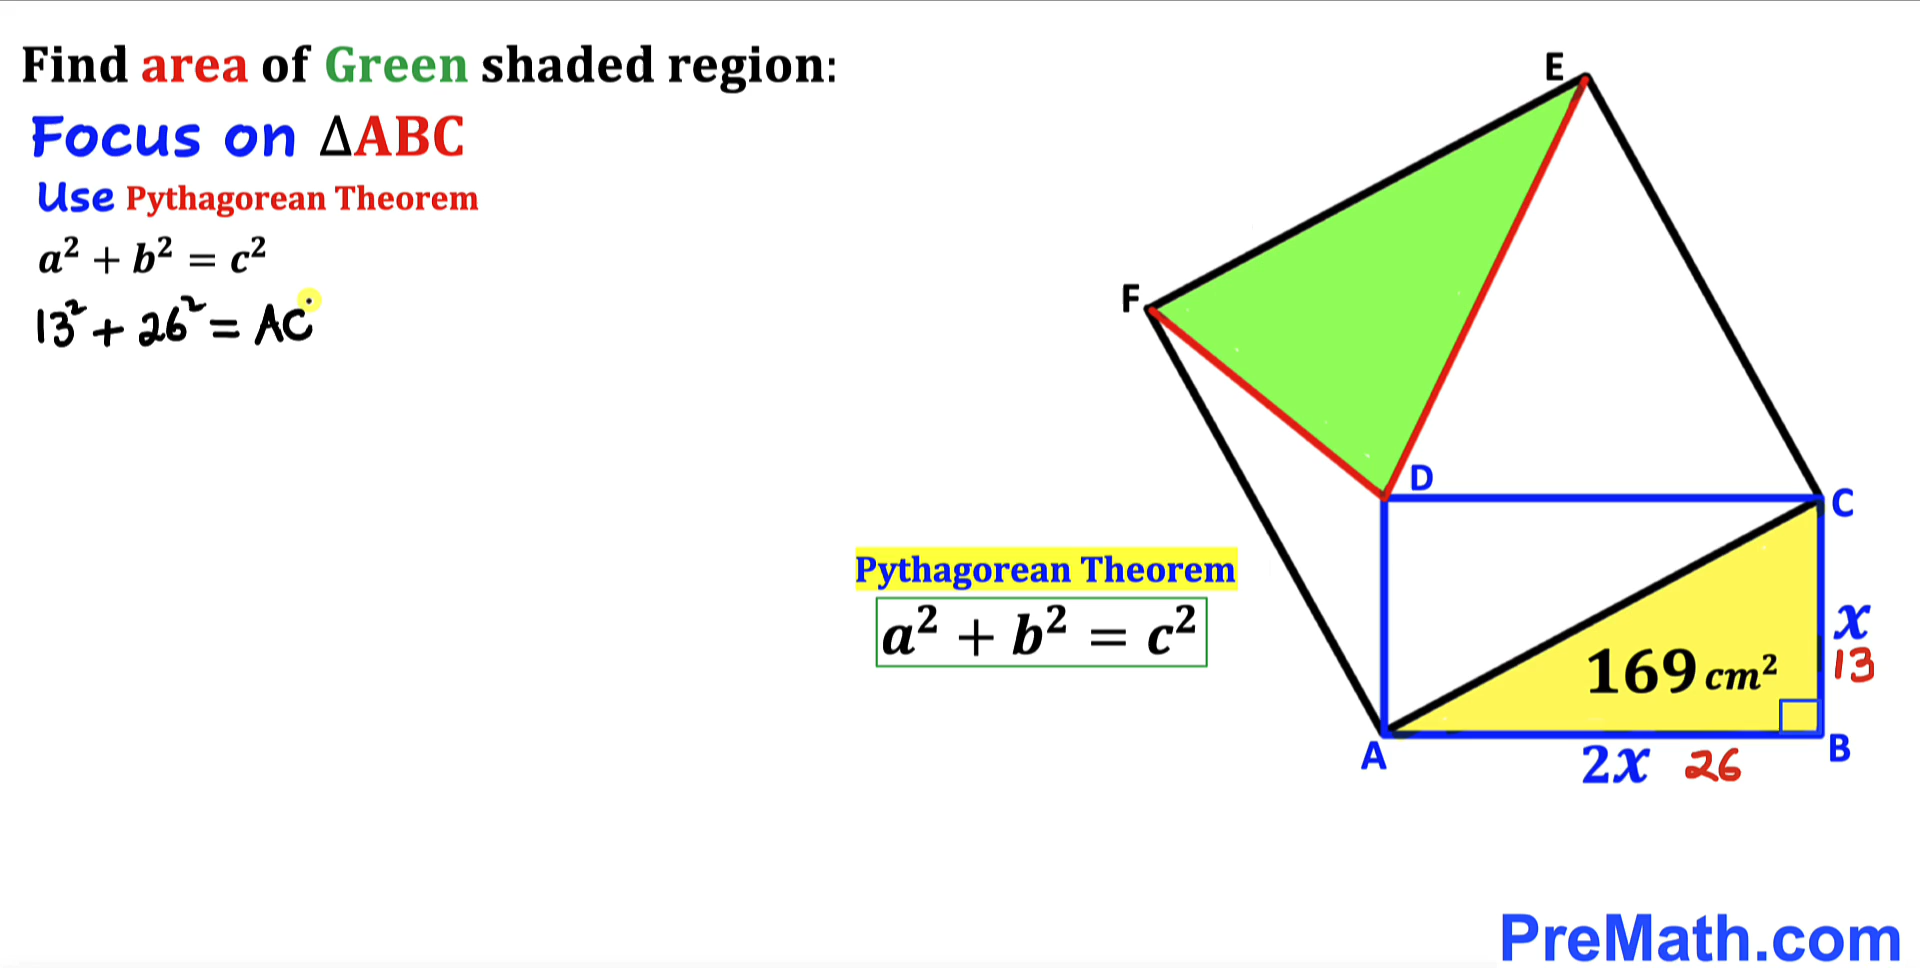 Find area of Green shaded region:
Focus on ΔABC
Use Pythagorean Theorem
a² + b² = c²
13² + 26² = AC
E
F
D
C
Pythagorean Theorem
a² + b² = c²
x
13
169 cm²
A
B
2x 26
PreMath.com